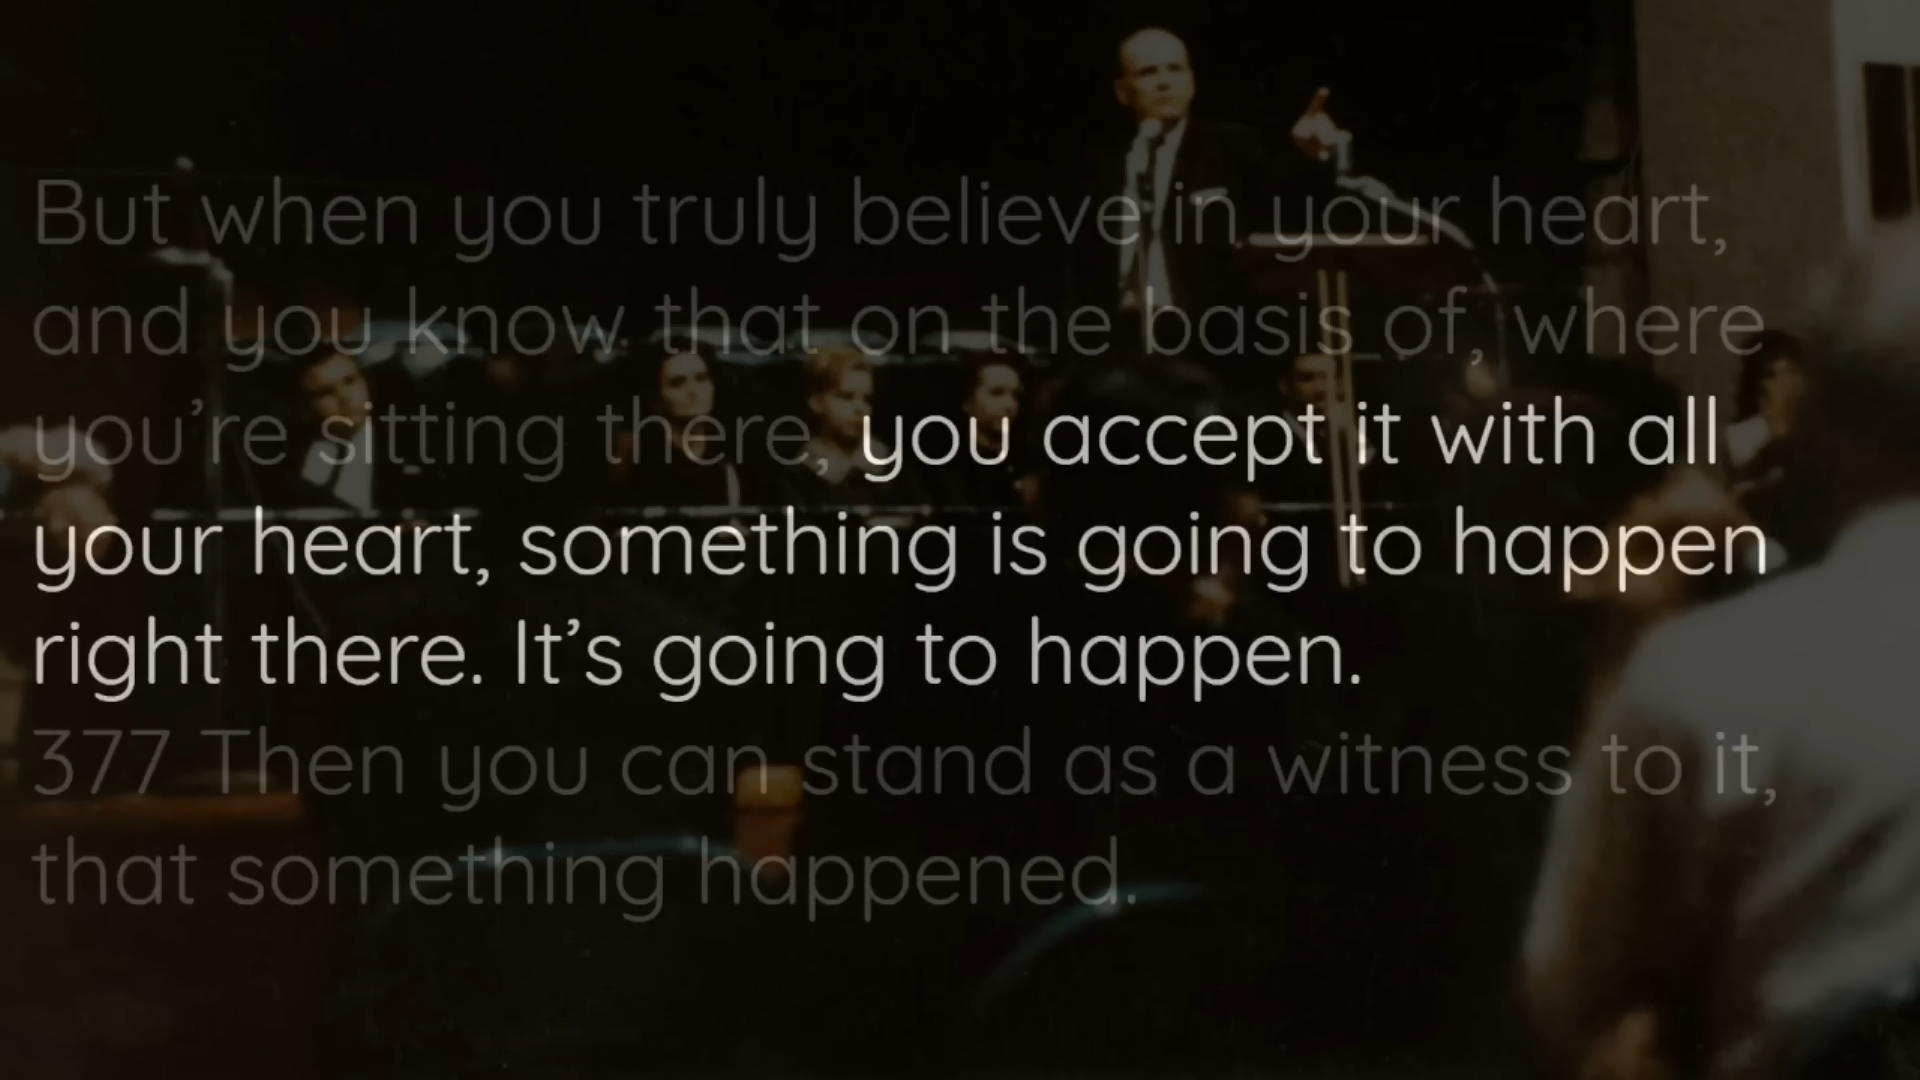 But when you truly believe in your heart,
and you know that on the basis of, where
you’re sitting there, you accept it with all
your heart, something is going to happen
right there. It’s going to happen.
377 Then you can stand as a witness to it,
that something happened.